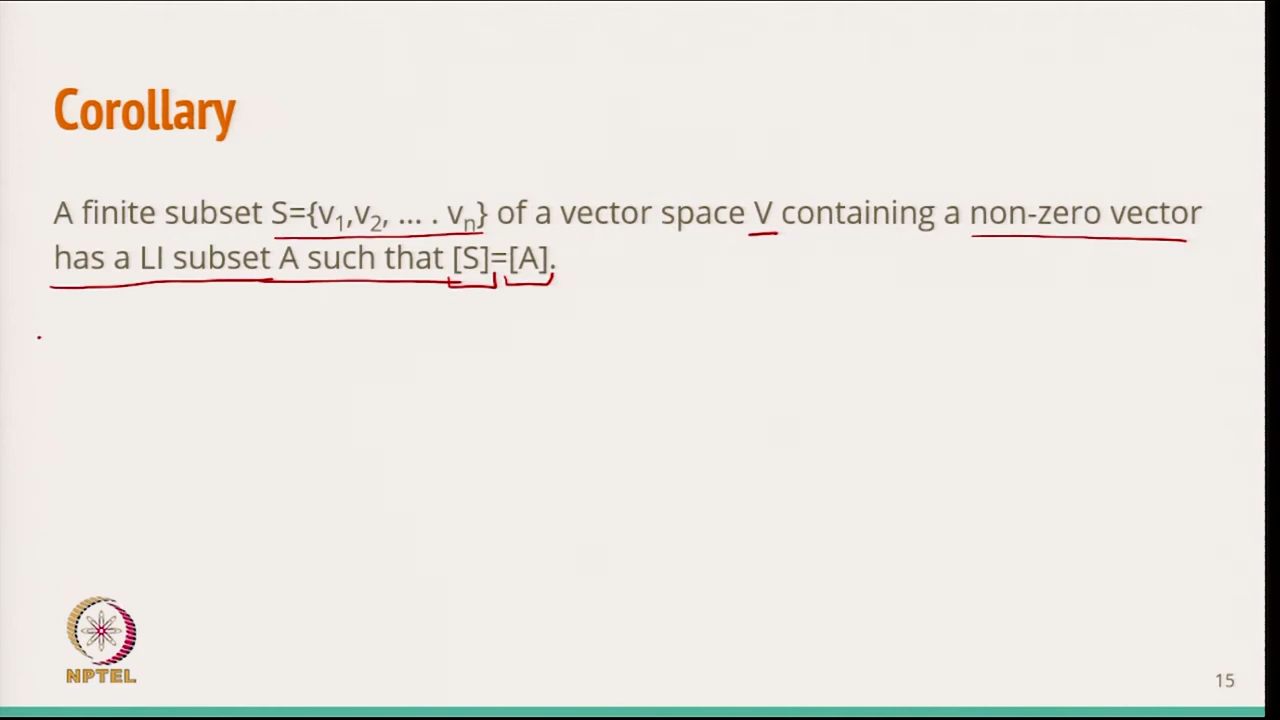 Corollary
A finite subset S={v₁,v₂, ... . vₙ} of a vector space V containing a non-zero vector
has a LI subset A such that [S]=[A].
NPTEL
15